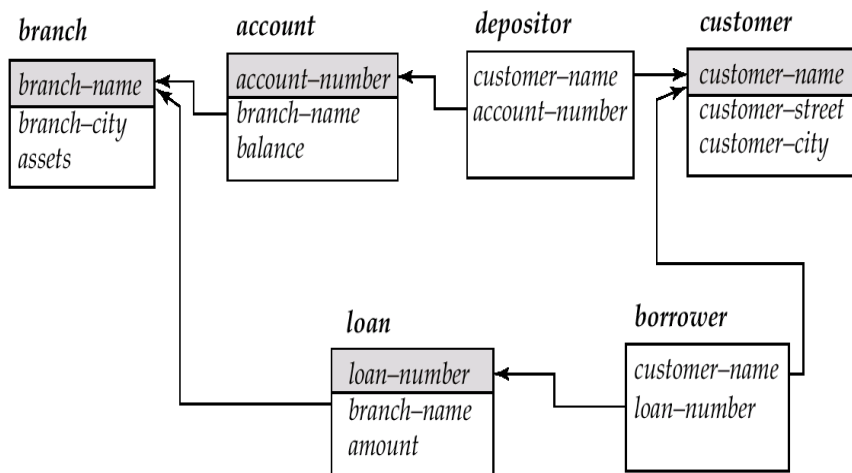 branch
branch–name
branch–city
assets
account
account–number
branch–name
balance
depositor
customer–name
account–number
customer
customer–name
customer–street
customer–city
loan
loan–number
branch–name
amount
borrower
customer–name
loan–number